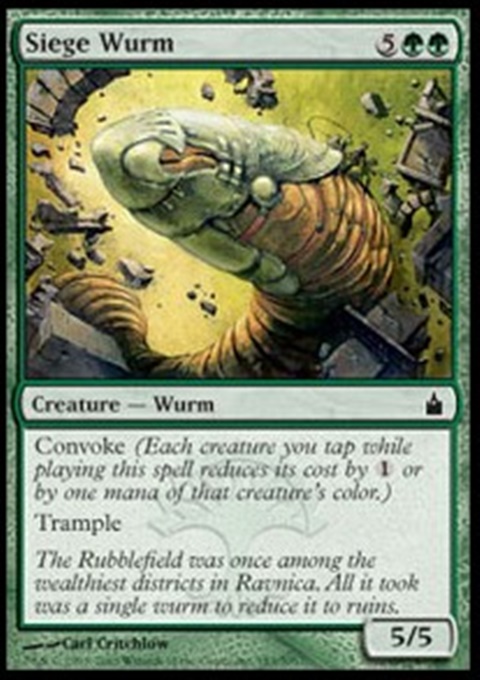 Siege Wurm 5
Creature — Wurm
Convoke (Each creature you tap while
playing this spell reduces its cost by 1 or
by one mana of that creature's color.)
Trample
The Rubblefield was once among the
wealthiest districts in Ravnica. All it took
was a single wurm to reduce it to ruins.
Carl Critchlow
5/5